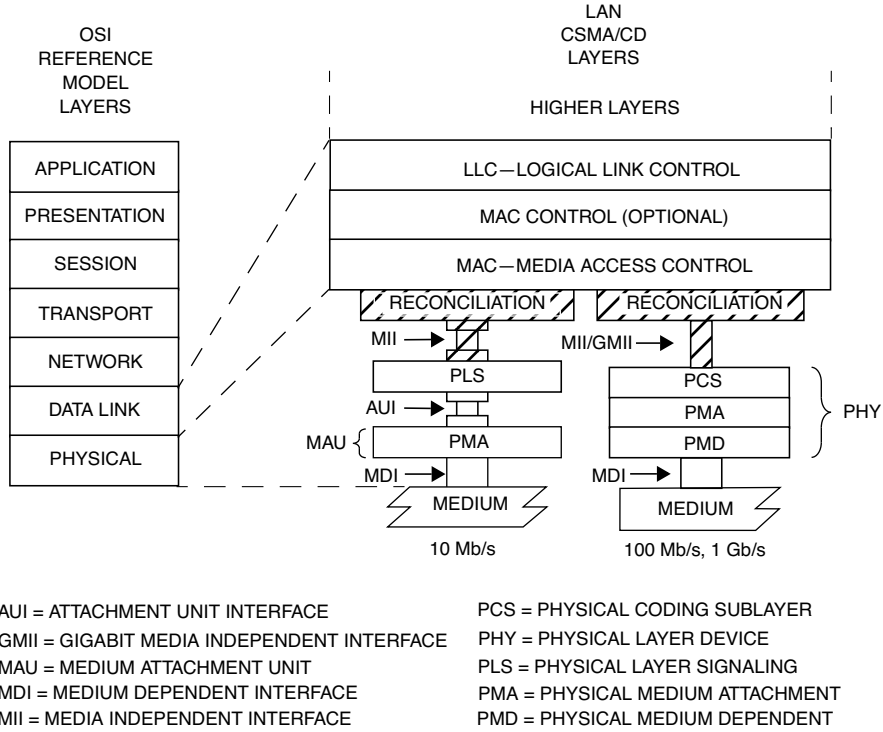 OSI
REFERENCE
MODEL
LAYERS
LAN
CSMA/CD
LAYERS
HIGHER LAYERS
APPLICATION
PRESENTATION
SESSION
TRANSPORT
NETWORK
DATA LINK
PHYSICAL
LLC—LOGICAL LINK CONTROL
MAC CONTROL (OPTIONAL)
MAC—MEDIA ACCESS CONTROL
RECONCILIATION
MII
PLS
AUI
MAU
PMA
MDI
MEDIUM
10 Mb/s
RECONCILIATION
MII/GMII
PCS
PMA
PMD
PHY
MDI
MEDIUM
100 Mb/s, 1 Gb/s
AUI = ATTACHMENT UNIT INTERFACE
GMII = GIGABIT MEDIA INDEPENDENT INTERFACE
MAU = MEDIUM ATTACHMENT UNIT
MDI = MEDIUM DEPENDENT INTERFACE
MII = MEDIA INDEPENDENT INTERFACE
PCS = PHYSICAL CODING SUBLAYER
PHY = PHYSICAL LAYER DEVICE
PLS = PHYSICAL LAYER SIGNALING
PMA = PHYSICAL MEDIUM ATTACHMENT
PMD = PHYSICAL MEDIUM DEPENDENT